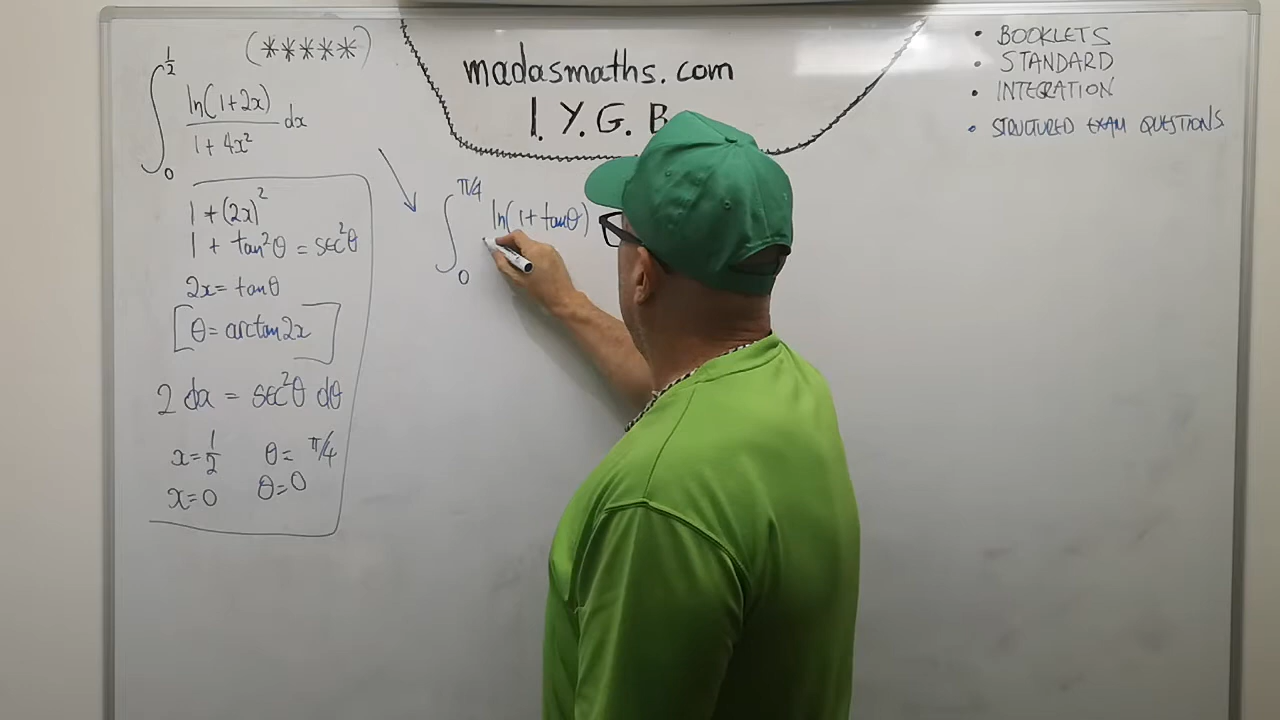 (*****)
∫₀^½ ln(1+2x)/(1+4x²) dx
1+(2x)²
1 + tan²θ = sec²θ
2x = tanθ
[θ = arctan2x]
2 dx = sec²θ dθ
x = ½ θ = π/4
x = 0 θ = 0
madasmaths.com
I. Y. G. B
∫₀^π/4 ln(1+tanθ)
• BOOKLETS
• STANDARD
• INTEGRATION
• STRUCTURED EXAM QUESTIONS